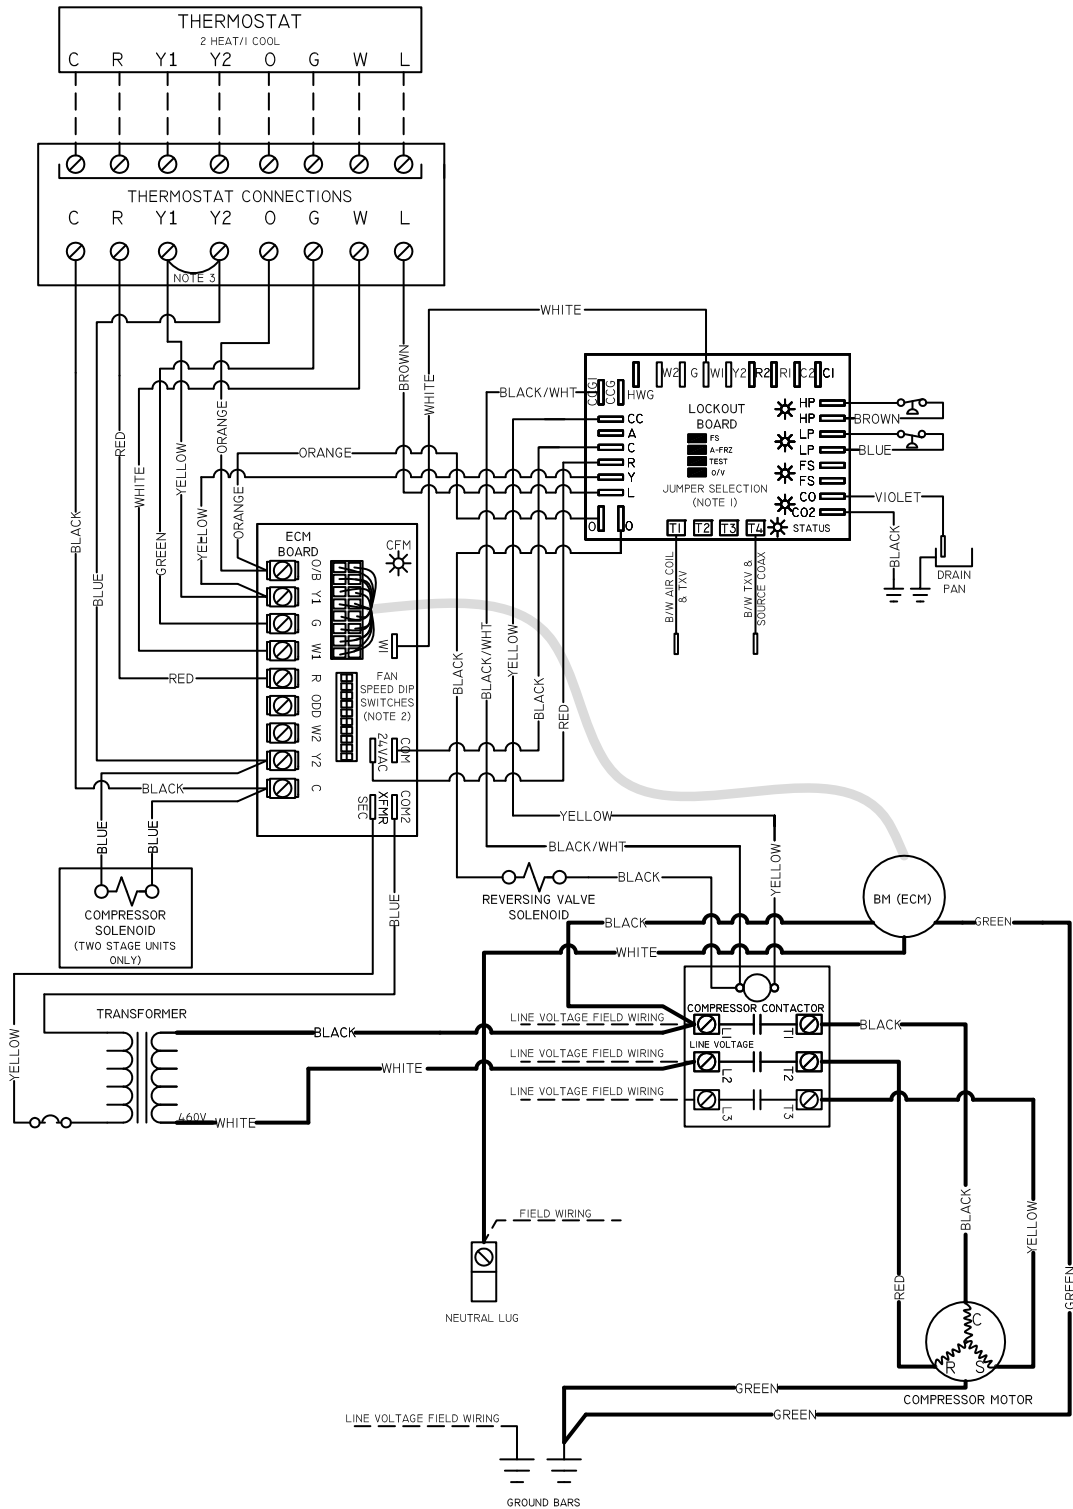 THERMOSTAT
2 HEAT/1 COOL
C R Y1 Y2 O G W L
THERMOSTAT CONNECTIONS
C R Y1 Y2 O G W L
NOTE 3
WHITE
BROWN
WHITE
BLACK/WHT
ORANGE
RED
ORANGE
YELLOW
WHITE
ORANGE
YELLOW
GREEN
BLACK
BLUE
CCG1
CCG
HWG
W2
G
W1
Y2
R2
R1
C2
C1
CC
A
C
R
Y
L
O
O
LOCKOUT
BOARD
FS
A-FRZ
TEST
O/V
JUMPER SELECTION
(NOTE 1)
T1
T2
T3
T4
HP
HP
LP
LP
FS
FS
CO
CO2
STATUS
BROWN
BLUE
VIOLET
BLACK
DRAIN
PAN
B/W AIR COIL
& TXV
B/W TXV &
SOURCE COAX
ECM
BOARD
CFM
O/B
Y1
G
W1
R
ODD
W2
Y2
C
W1
FAN
SPEED DIP
SWITCHES
(NOTE 2)
24VAC
COM
SEC
XFMR
COM2
RED
BLACK
BLACK
BLACK/WHT
YELLOW
BLACK
RED
BLUE
BLUE
COMPRESSOR
SOLENOID
(TWO STAGE UNITS
ONLY)
BLUE
YELLOW
BLACK/WHT
YELLOW
BLACK
REVERSING VALVE
SOLENOID
BM (ECM)
BLACK
GREEN
WHITE
TRANSFORMER
YELLOW
BLACK
WHITE
460V
WHITE
COMPRESSOR CONTACTOR
LINE VOLTAGE FIELD WIRING
L1
T1
LINE VOLTAGE
LINE VOLTAGE FIELD WIRING
L2
T2
LINE VOLTAGE FIELD WIRING
L3
T3
BLACK
BLACK
YELLOW
RED
GREEN
FIELD WIRING
NEUTRAL LUG
C
R S
COMPRESSOR MOTOR
GREEN
GREEN
LINE VOLTAGE FIELD WIRING
GROUND BARS